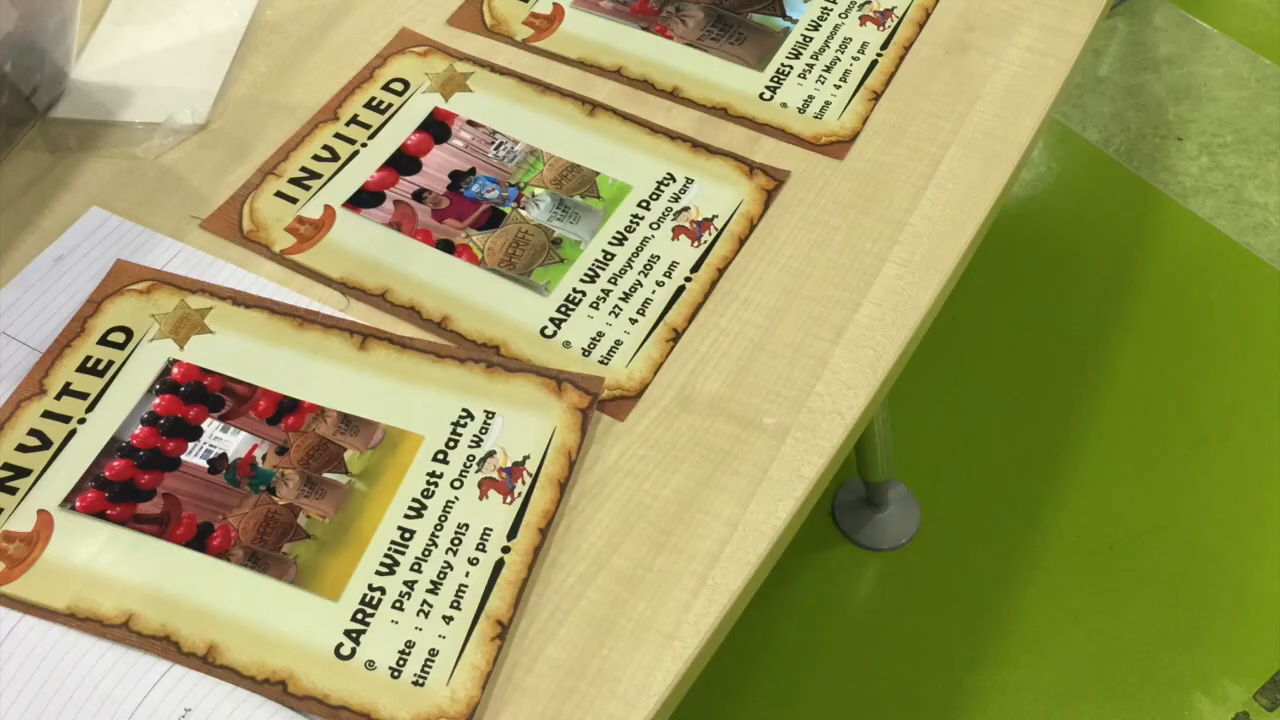 CARES Wild West P
@ : P5A Playroom, Onco
date : 27 May 2015
time : 4 pm - 6 pm
INVITED
SHERIFF
SHERIFF
CARES Wild West Party
@ : P5A Playroom, Onco Ward
date : 27 May 2015
time : 4 pm - 6 pm
INVITED
SHERIFF
SHERIFF
CARES Wild West Party
@ : P5A Playroom, Onco Ward
date : 27 May 2015
time : 4 pm - 6 pm